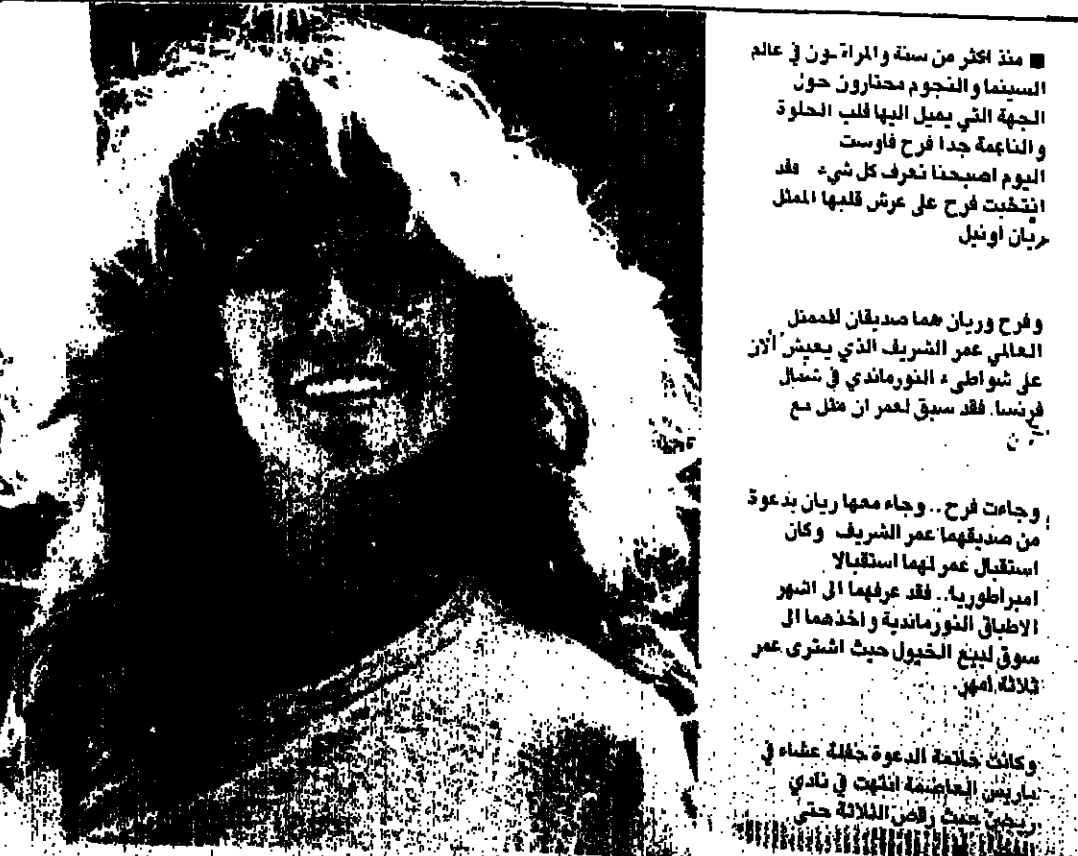 ■ منذ اكثر من سنة والمراقبون في عالم
السينما والنجوم محتارون حول
الجهة التي يميل اليها قلب الحلوة
والناعمة جدا فرح فاوست
اليوم اصبحنا نعرف كل شيء فقد
انتخبت فرح على عرش قلبها الممثل
ريان اونيل
وفرح وريان هما صديقان للممثل
العالمي عمر الشريف الذي يعيش الان
على شواطىء النورماندي في شمال
فرنسا. فقد سبق لعمر ان مثل مع
وجاءت فرح.. وجاء معها ريان بدعوة
من صديقهما عمر الشريف وكان
استقبال عمر لهما استقبالا
امبراطوريا.. فقد عرفهما الى اشهر
الاطباق النورماندية واخذهما الى
سوق لبيع الخيول حيث اشترى عمر
ثلاثة امهر.
وكانت خاتمة الدعوة حفلة عشاء في
باريس العاصمة انتهت في نادي
ريجين حيث رقص الثلاثة حتى